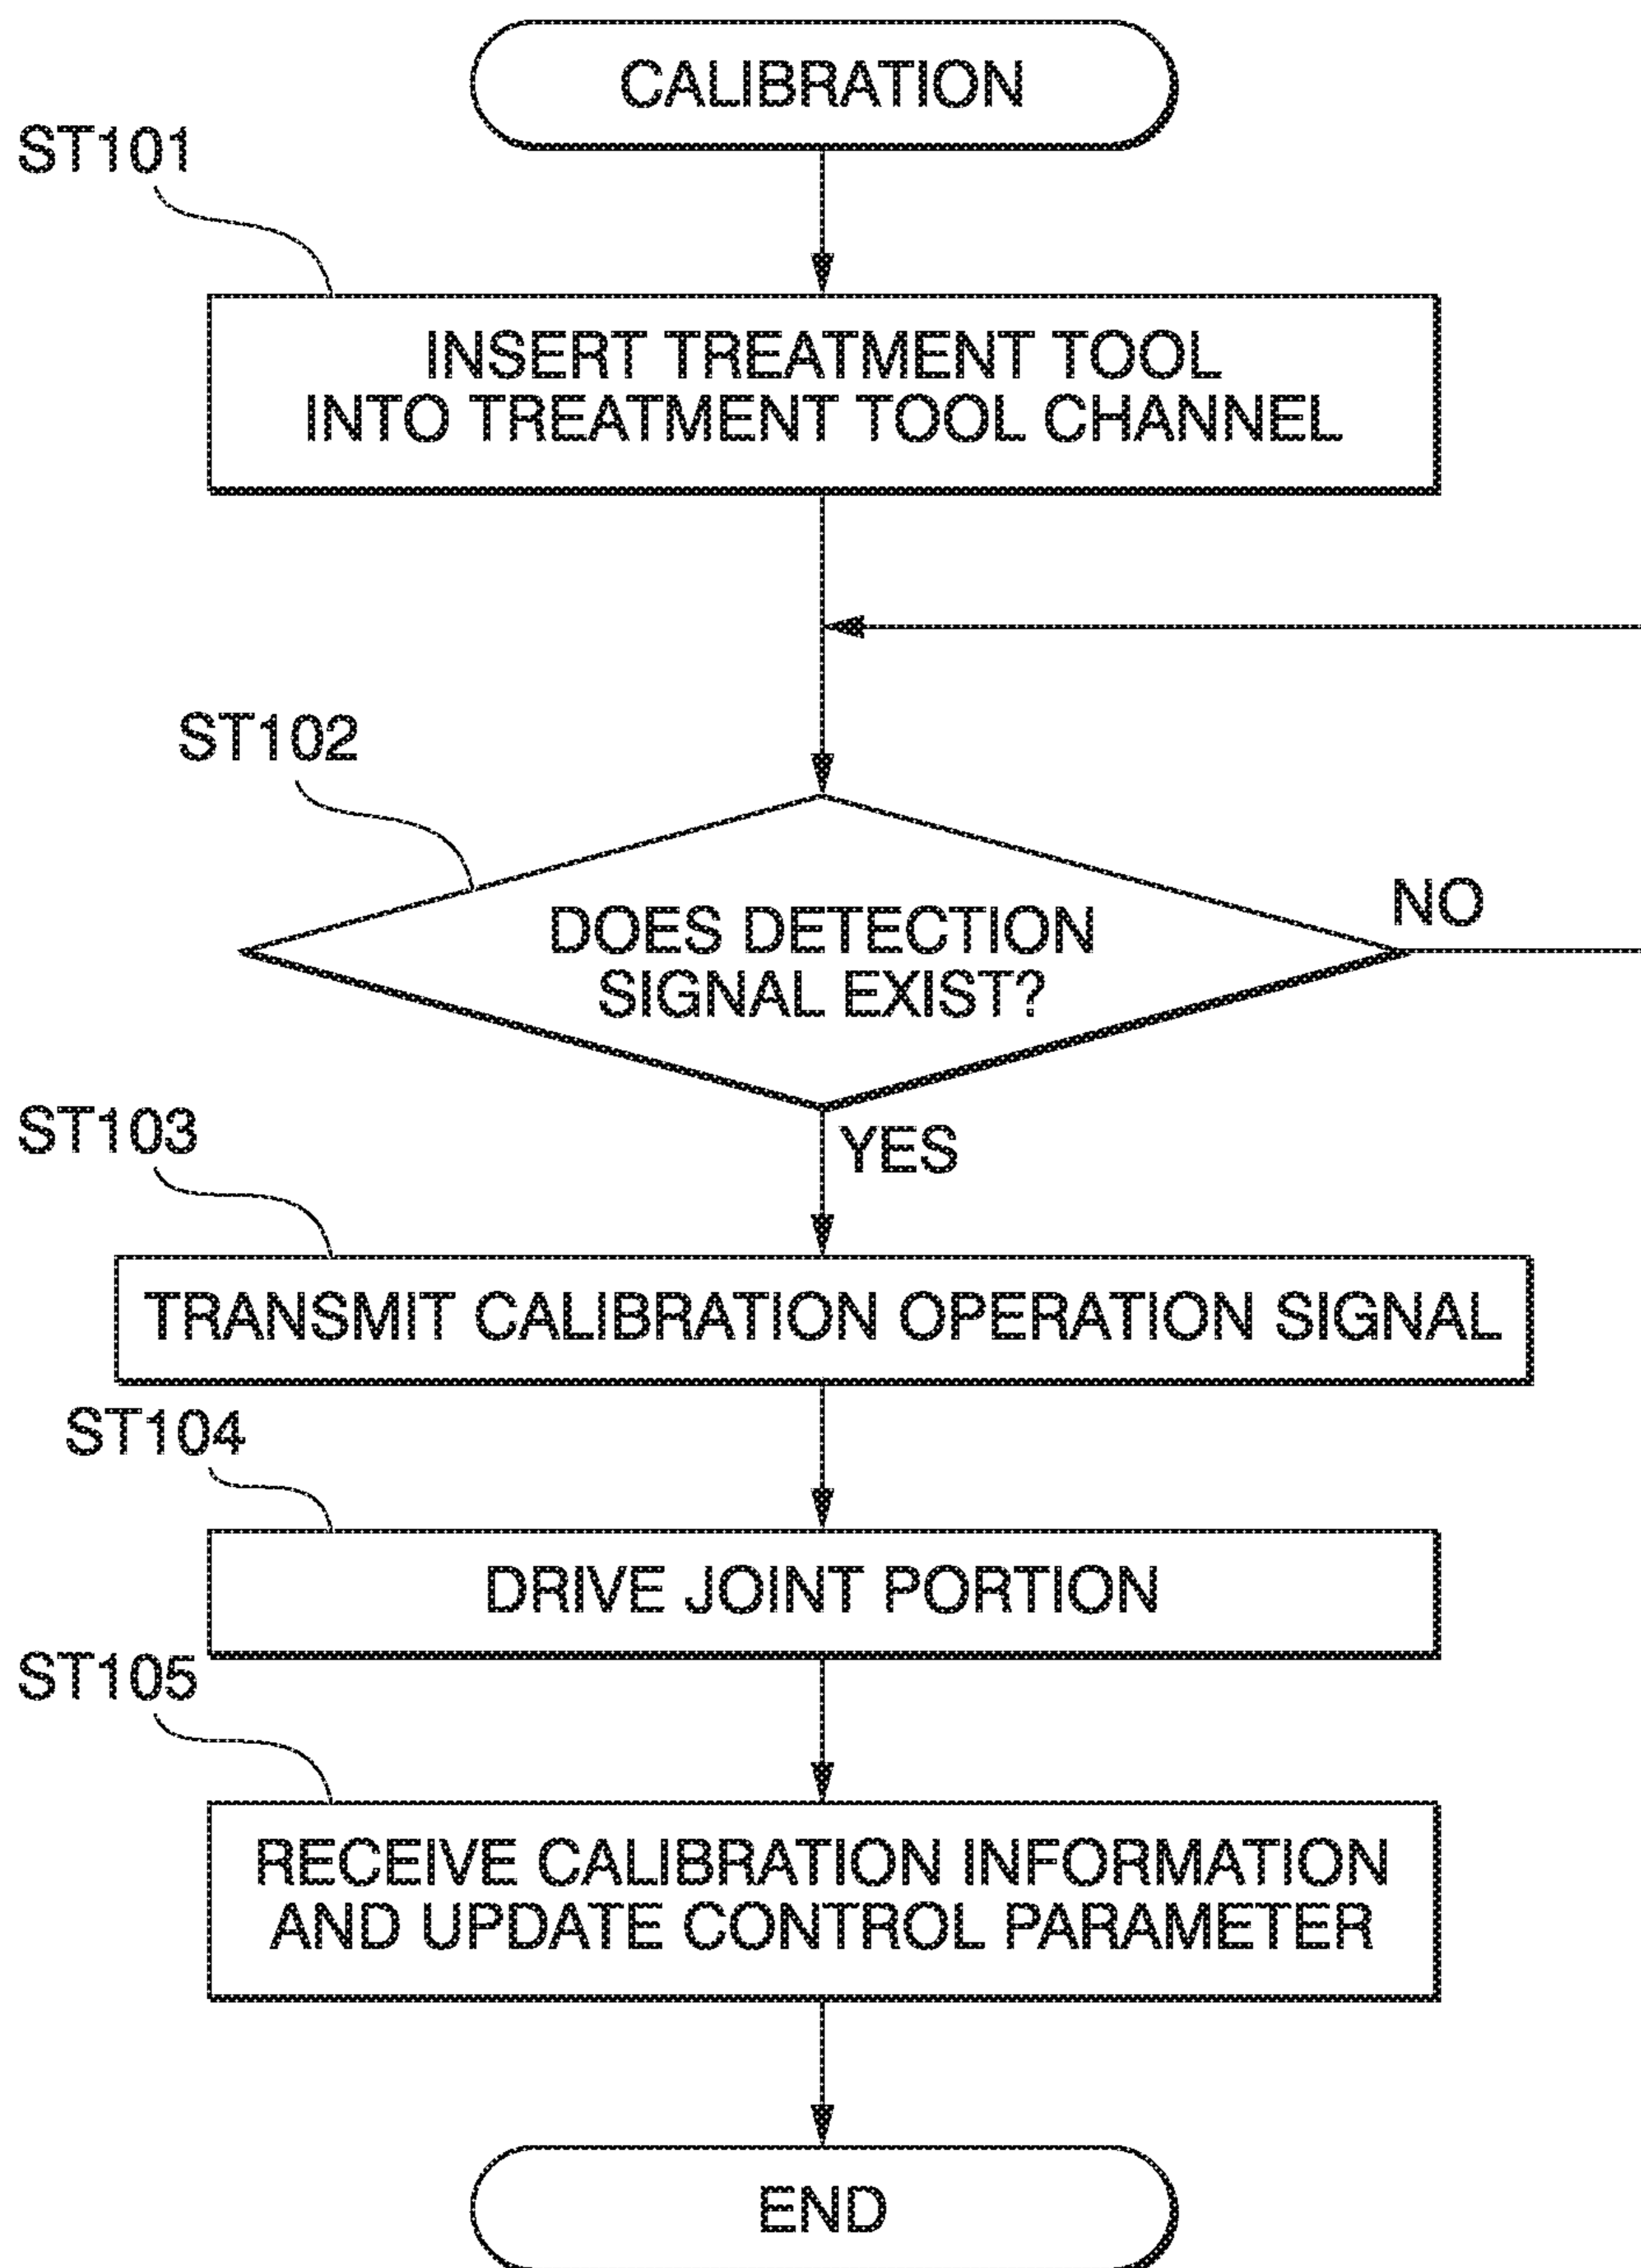 CALIBRATION
ST101
INSERT TREATMENT TOOL
INTO TREATMENT TOOL CHANNEL
ST102
DOES DETECTION
SIGNAL EXIST?
NO
YES
ST103
TRANSMIT CALIBRATION OPERATION SIGNAL
ST104
DRIVE JOINT PORTION
ST105
RECEIVE CALIBRATION INFORMATION
AND UPDATE CONTROL PARAMETER
END